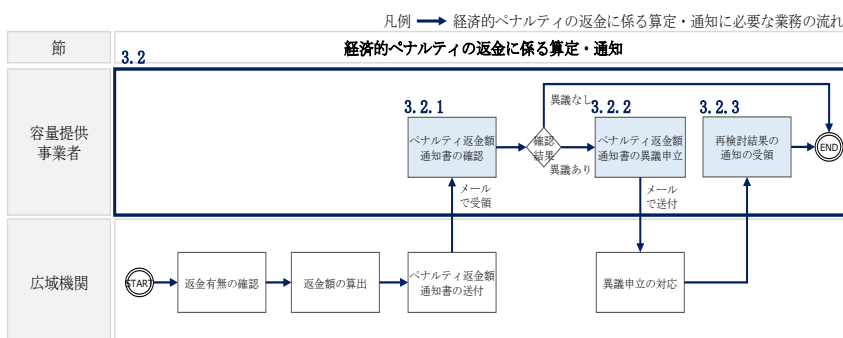 凡例 経済的ペナルティの返金に係る算定・通知に必要な業務の流れ
節
3.2
経済的ペナルティの返金に係る算定・通知
容量提供
事業者
3.2.1
ペナルティ返金額
通知書の確認
確認
結果
異議なし
異議あり
3.2.2
ペナルティ返金額
通知書の異議申立
3.2.3
再検討結果の
通知の受領
END
メール
で受領
メール
で送付
広域機関
START
返金有無の確認
返金額の算出
ペナルティ返金額
通知書の送付
異議申立の対応